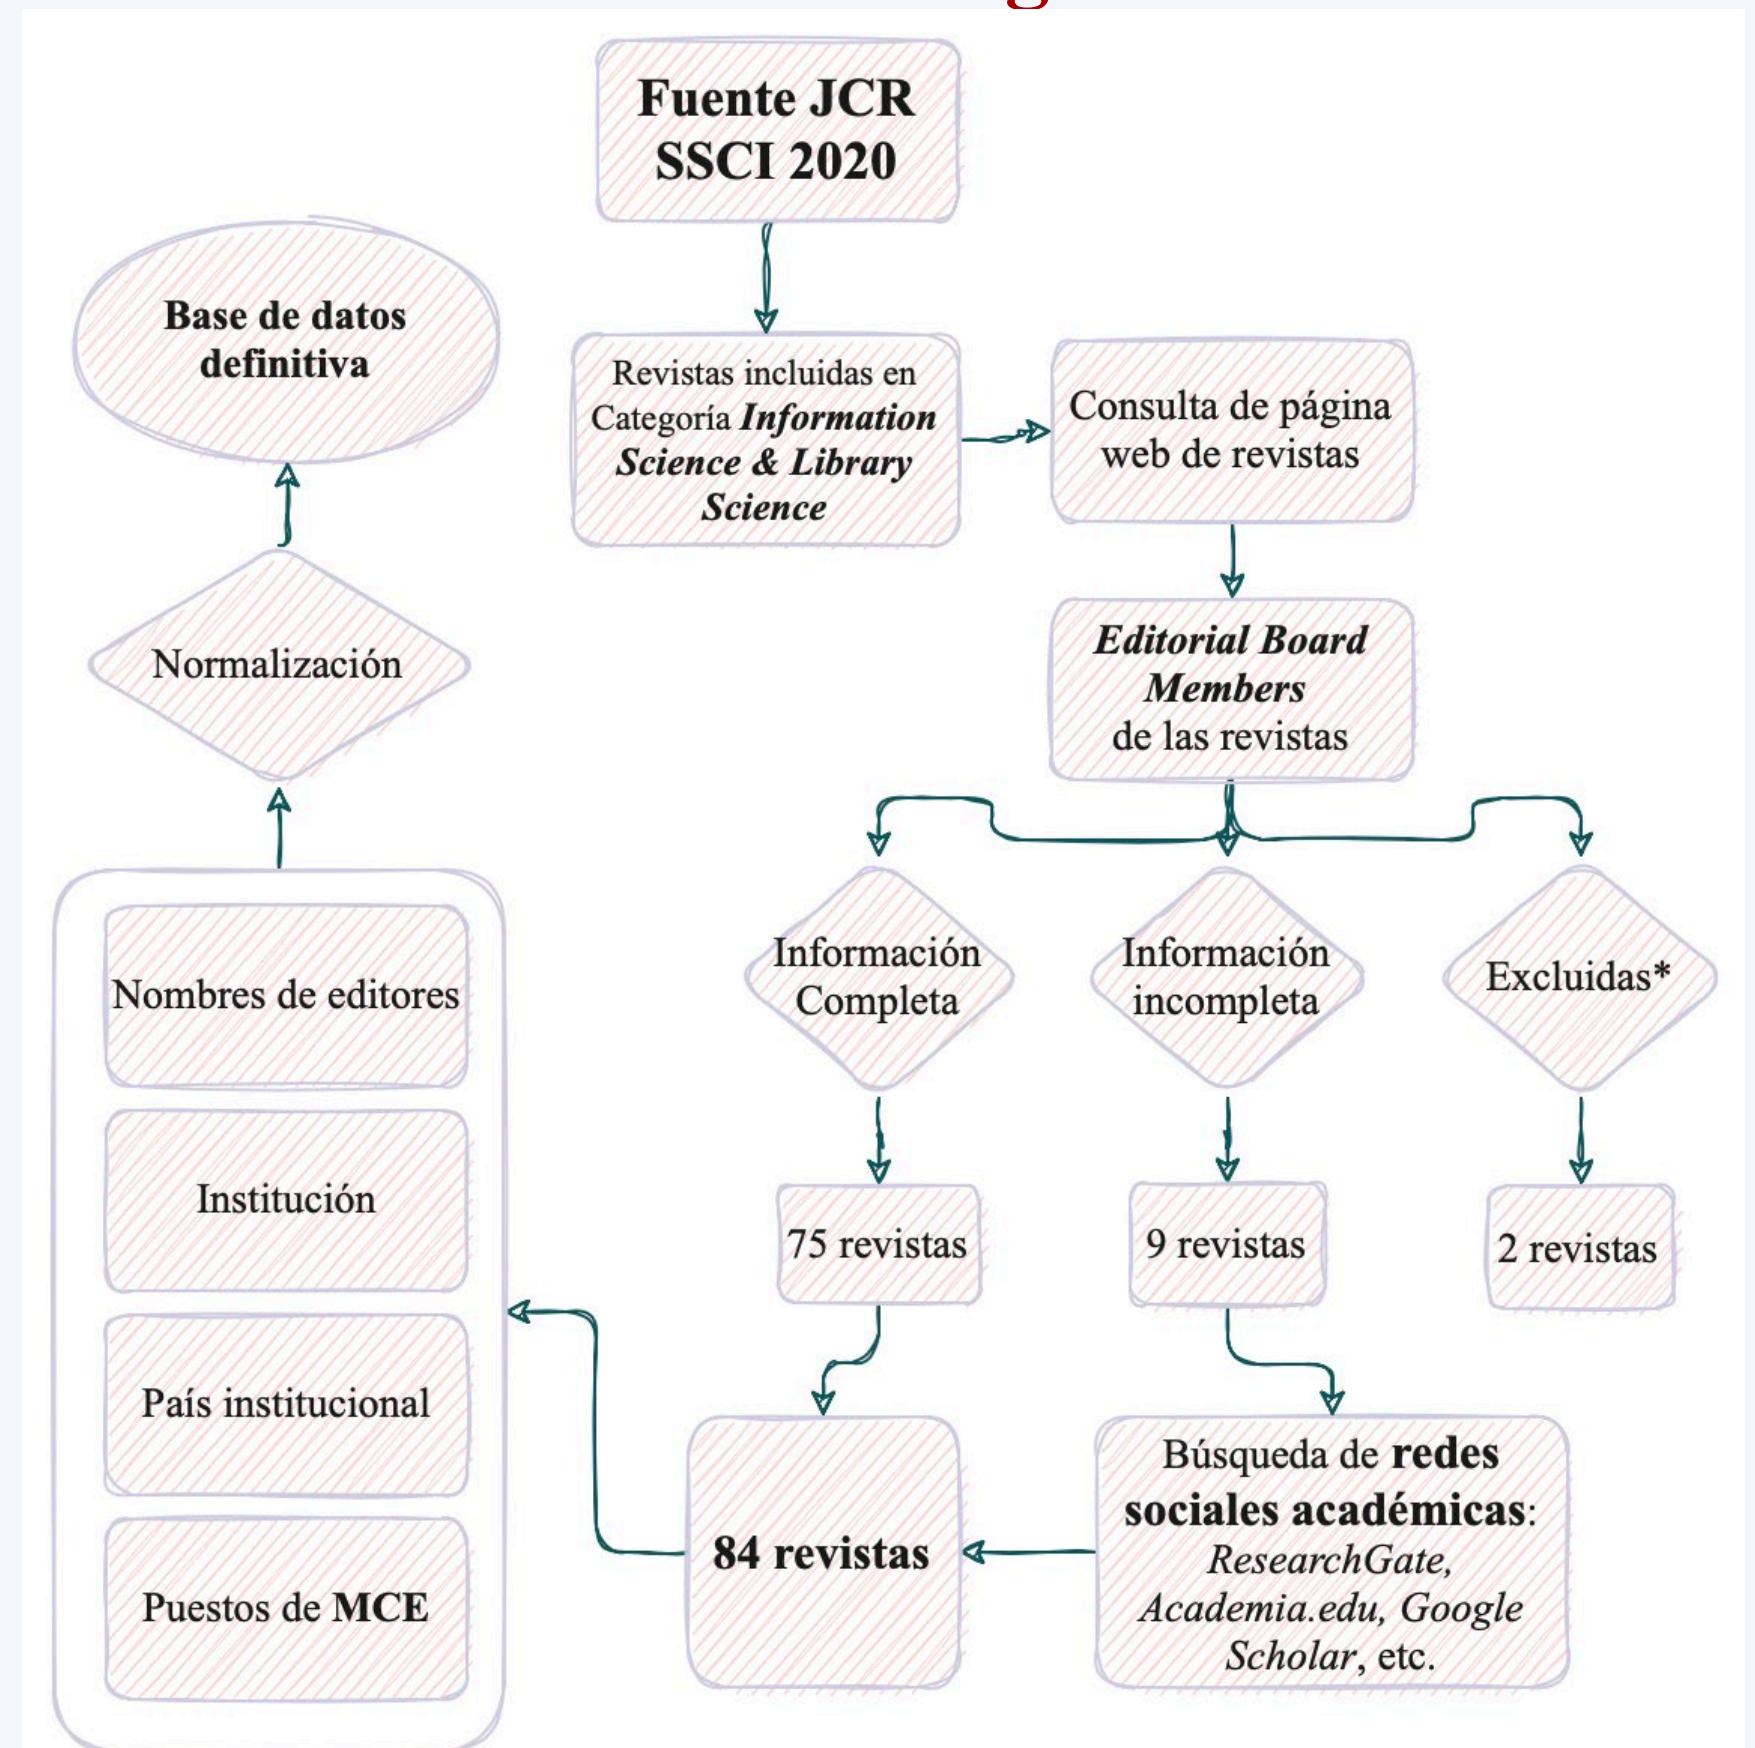 Fuente JCR
SSCI 2020
Revistas incluidas en
Categoría Information
Science & Library
Science
Consulta de página
web de revistas
Editorial Board
Members
de las revistas
Información
Completa
Información
incompleta
Excluidas*
75 revistas
9 revistas
2 revistas
Búsqueda de redes
sociales académicas:
ResearchGate,
Academia.edu, Google
Scholar, etc.
84 revistas
Nombres de editores
Institución
País institucional
Puestos de MCE
Normalización
Base de datos
definitiva